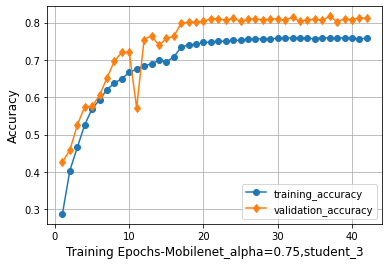 0.8
0.7
0.6
0.5
0.4
0.3
Accuracy
training_accuracy
validation_accuracy
0 10 20 30 40
Training Epochs-Mobilenet_alpha=0.75,student_3